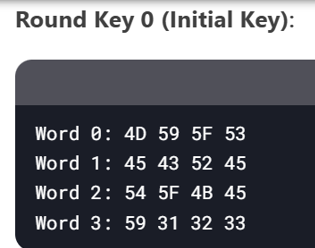 Round Key 0 (Initial Key):
Word 0: 4D 59 5F 53
Word 1: 45 43 52 45
Word 2: 54 5F 4B 45
Word 3: 59 31 32 33